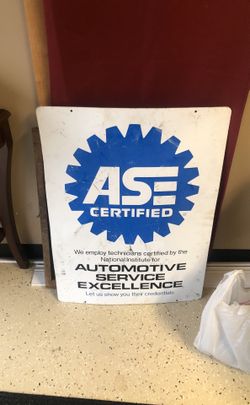 ASE
CERTIFIED
We employ technicians certified by the
National Institute for
AUTOMOTIVE
SERVICE
EXCELLENCE
Let us show you their credentials.